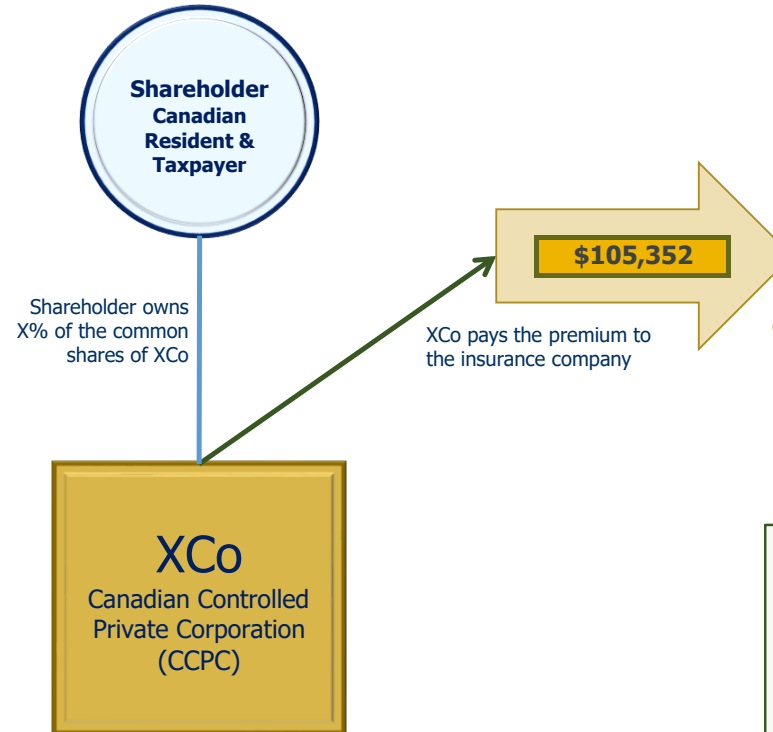 Shareholder
Canadian
Resident &
Taxpayer
$105,352
Shareholder owns
X% of the common
shares of XCo
XCo pays the premium to
the insurance company
XCo
Canadian Controlled
Private Corporation
(CCPC)